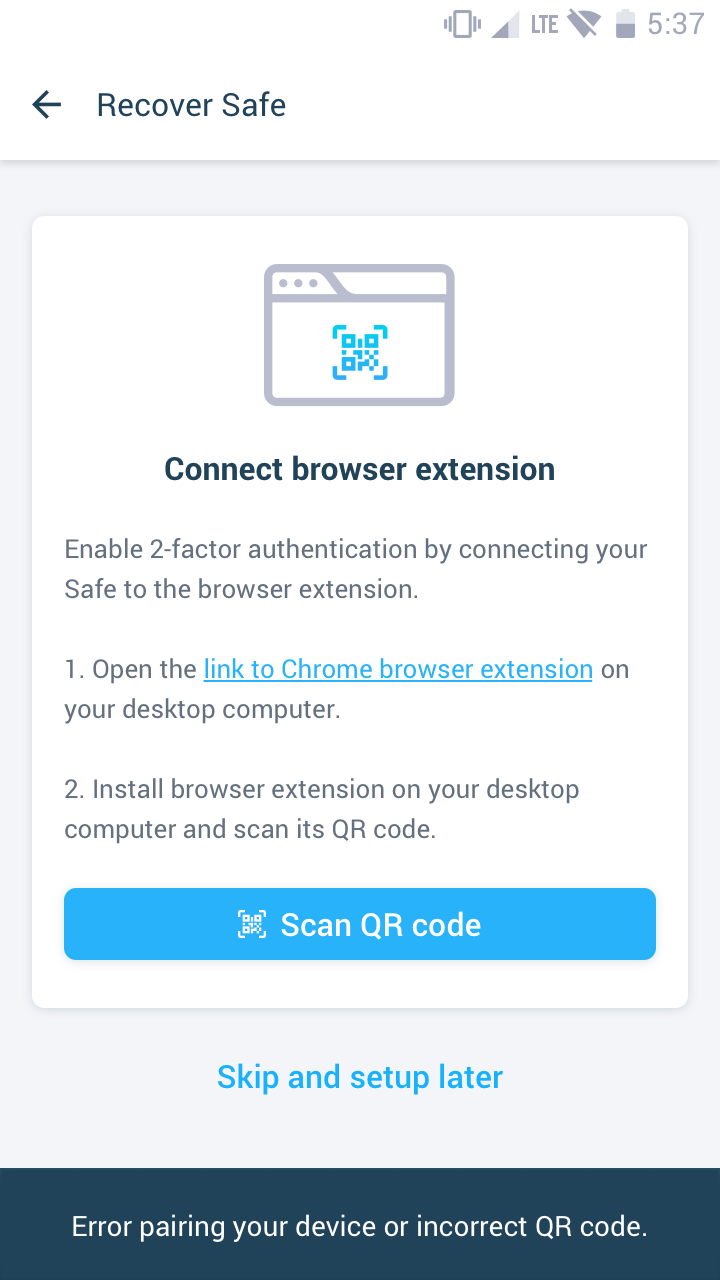 LTE 5:37
Recover Safe
Connect browser extension
Enable 2-factor authentication by connecting your
Safe to the browser extension.
1. Open the link to Chrome browser extension on
your desktop computer.
2. Install browser extension on your desktop
computer and scan its QR code.
Scan QR code
Skip and setup later
Error pairing your device or incorrect QR code.